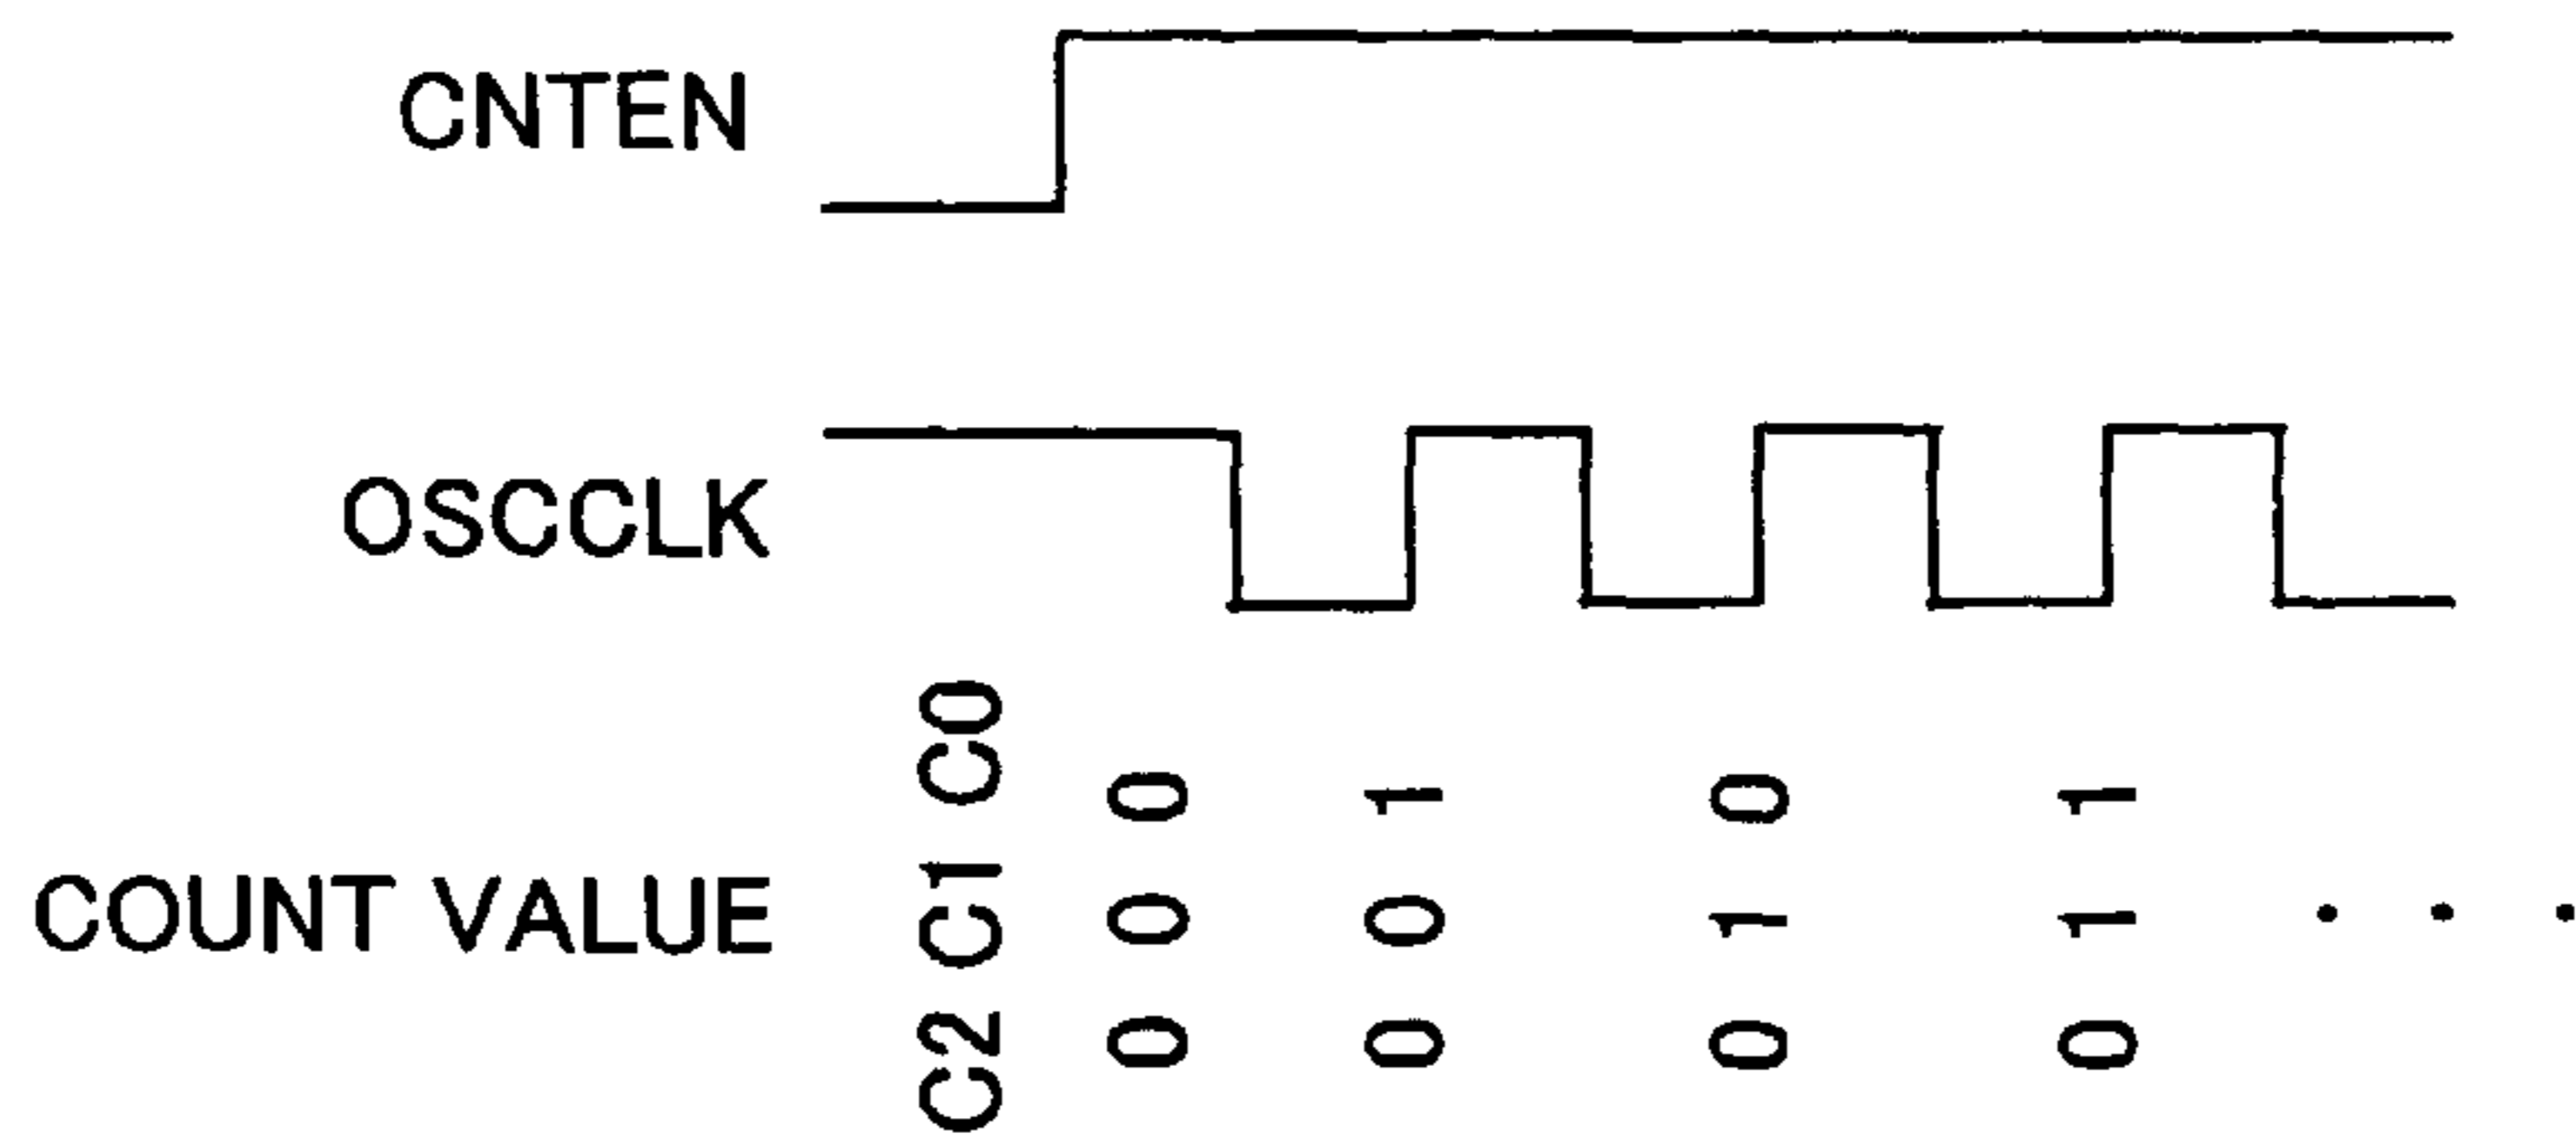 CNTEN
OSCCLK
COUNT VALUE
C2 C1 C0
0 0 0
0 0 1
0 1 0
0 1 1
· · ·